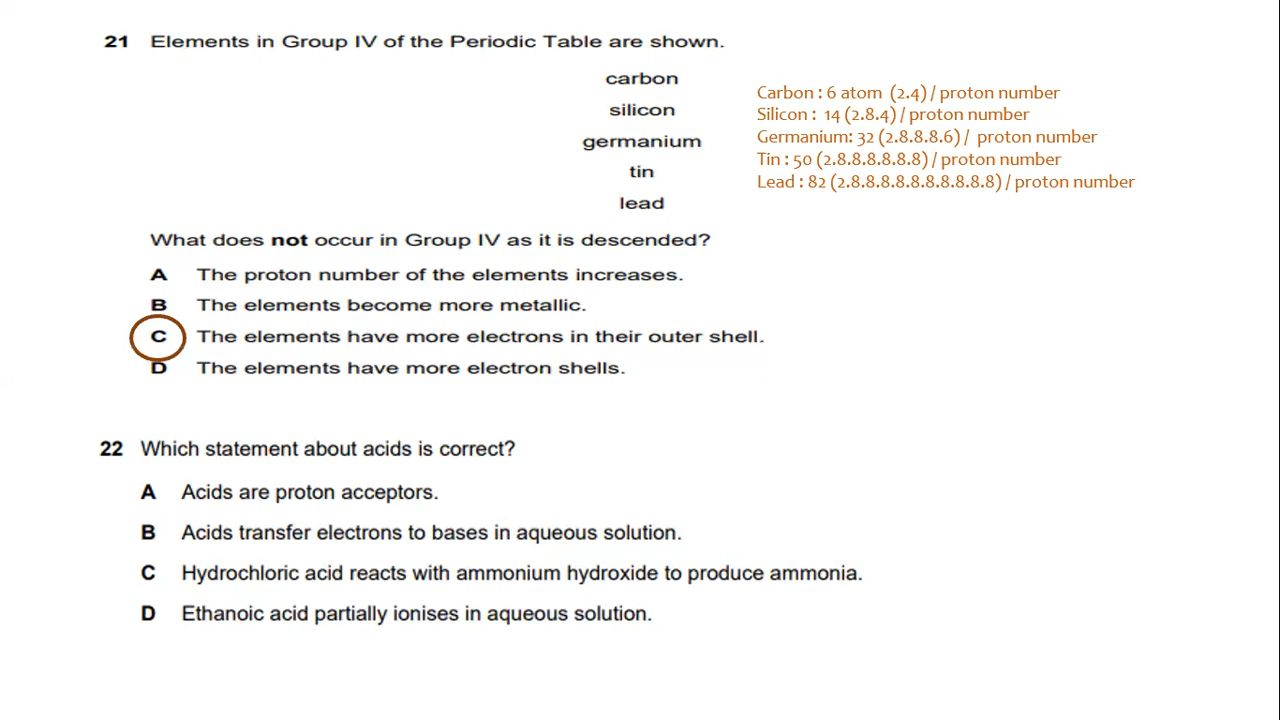 21 Elements in Group IV of the Periodic Table are shown.
carbon
silicon
germanium
tin
lead
Carbon : 6 atom (2.4) / proton number
Silicon : 14 (2.8.4) / proton number
Germanium: 32 (2.8.8.8.6) / proton number
Tin : 50 (2.8.8.8.8.8.8) / proton number
Lead : 82 (2.8.8.8.8.8.8.8.8.8.8) / proton number
What does not occur in Group IV as it is descended?
A The proton number of the elements increases.
B The elements become more metallic.
C The elements have more electrons in their outer shell.
D The elements have more electron shells.
22 Which statement about acids is correct?
A Acids are proton acceptors.
B Acids transfer electrons to bases in aqueous solution.
C Hydrochloric acid reacts with ammonium hydroxide to produce ammonia.
D Ethanoic acid partially ionises in aqueous solution.